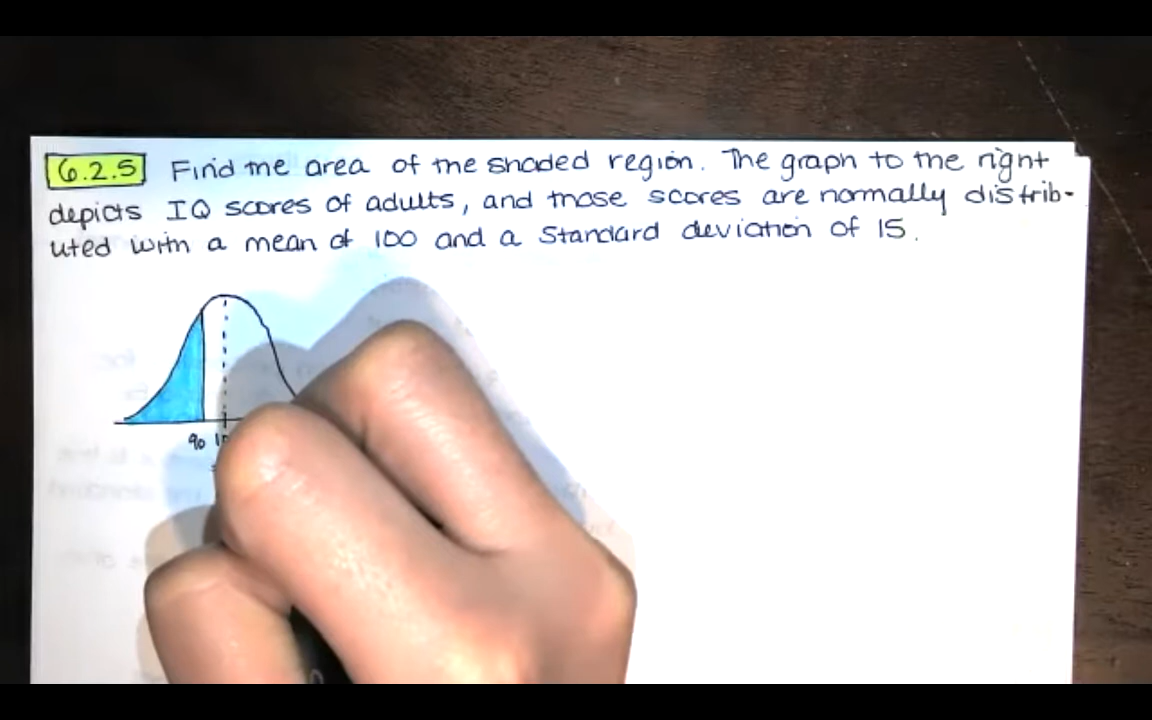 6.2.5 Find the area of the shaded region. The graph to the right
depicts IQ scores of adults, and those scores are normally distrib-
uted with a mean of 100 and a standard deviation of 15.
90